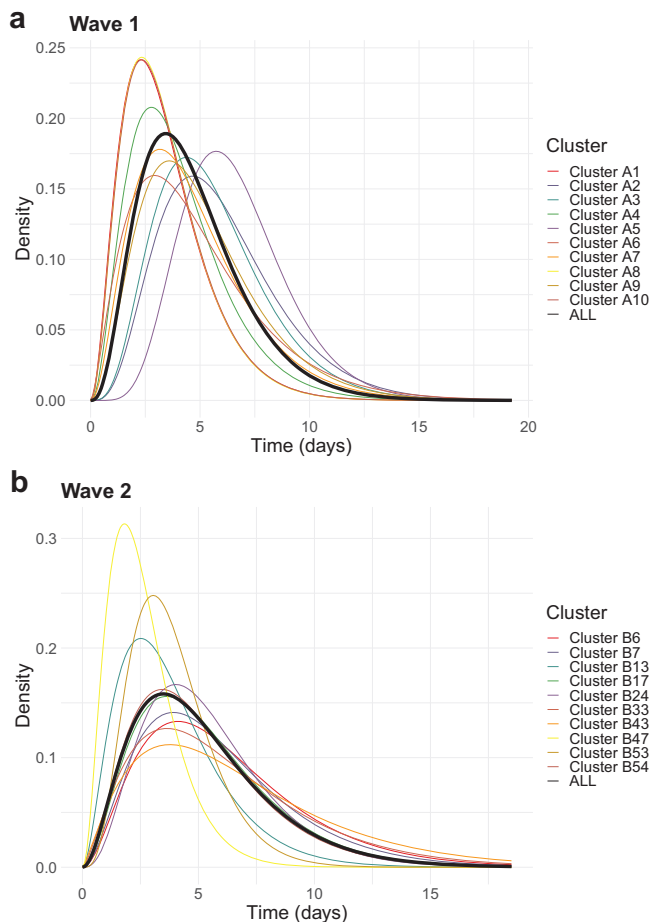 a
Wave 1
0.25
0.20
0.15
0.10
0.05
0.00
Density
0 5 10 15 20
Time (days)
Cluster
Cluster A1
Cluster A2
Cluster A3
Cluster A4
Cluster A5
Cluster A6
Cluster A7
Cluster A8
Cluster A9
Cluster A10
ALL
b
Wave 2
0.3
0.2
0.1
0.0
Density
0 5 10 15
Time (days)
Cluster
Cluster B6
Cluster B7
Cluster B13
Cluster B17
Cluster B24
Cluster B33
Cluster B43
Cluster B47
Cluster B53
Cluster B54
ALL